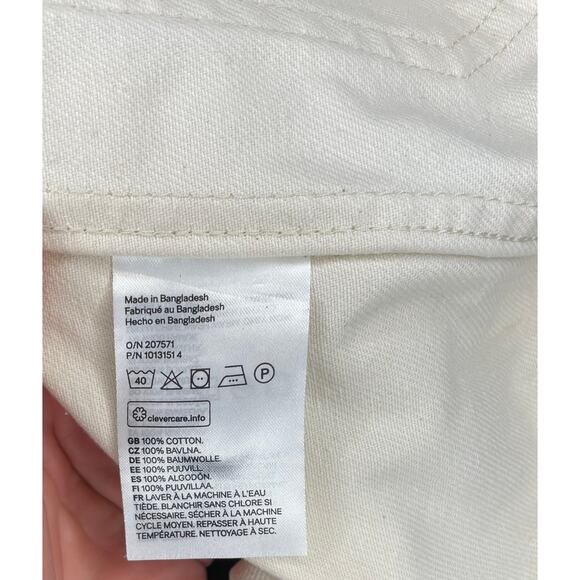 Made in Bangladesh
Fabriqué au Bangladesh
Hecho en Bangladesh
O/N 207571
P/N 10131514
40 P
clevercare.info
GB 100% COTTON.
CZ 100% BAVLNA.
DE 100% BAUMWOLLE.
EE 100% PUUVILL.
ES 100% ALGODÓN.
FI 100% PUUVILLAA.
FR LAVER À LA MACHINE À L'EAU
TIÈDE. BLANCHIR SANS CHLORE SI
NÉCESSAIRE. SÉCHER À LA MACHINE
CYCLE MOYEN. REPASSER À HAUTE
TEMPÉRATURE. NETTOYAGE À SEC.